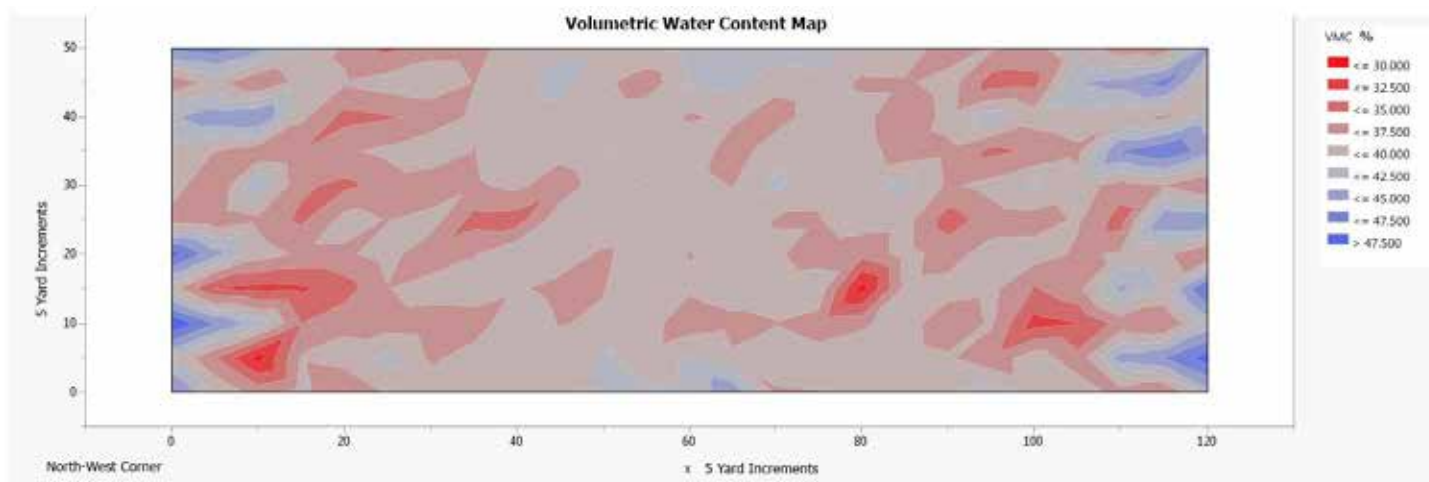 Volumetric Water Content Map
VMC %
<= 30.000
<= 32.500
<= 35.000
<= 37.500
<= 40.000
<= 42.500
<= 45.000
<= 47.500
> 47.500
5 Yard Increments
50
40
30
20
10
0
0 20 40 60 80 100 120
North-West Corner
x 5 Yard Increments